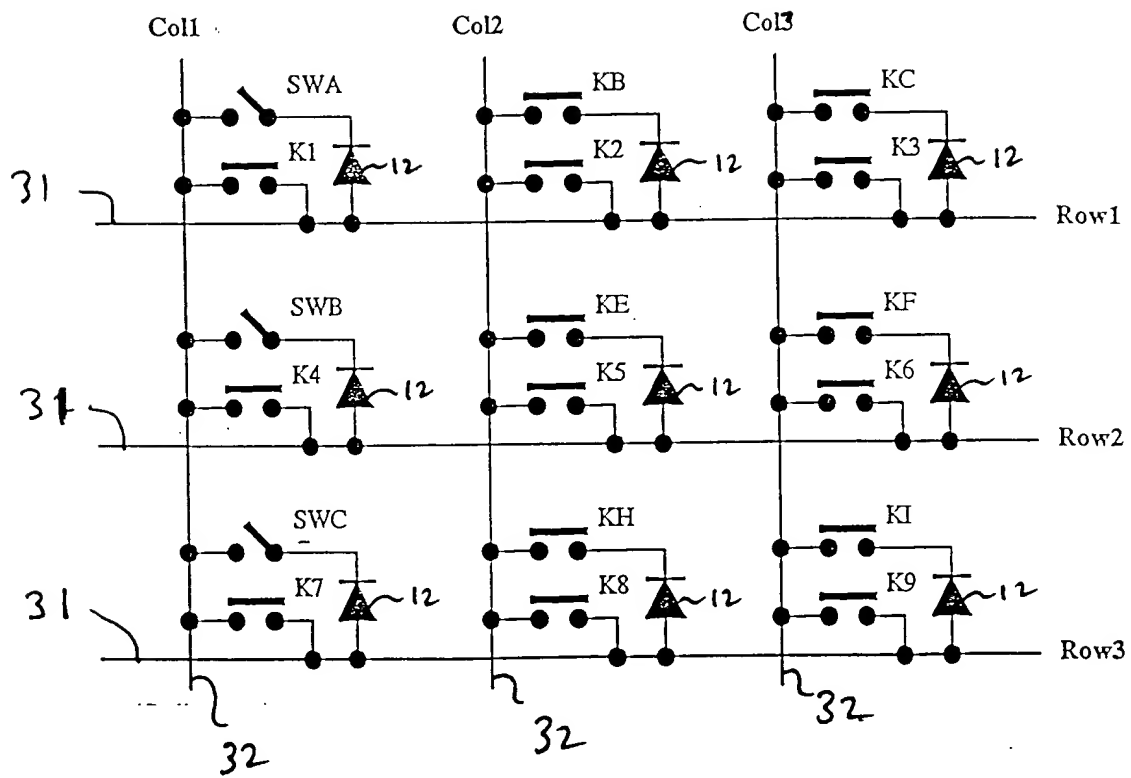 Col1 Col2 Col3
SWA KB KC
K1 12 K2 12 K3 12
31
Row1
SWB KE KF
K4 12 K5 12 K6 12
31
Row2
SWC KH KI
K7 12 K8 12 K9 12
31
Row3
32 32 32